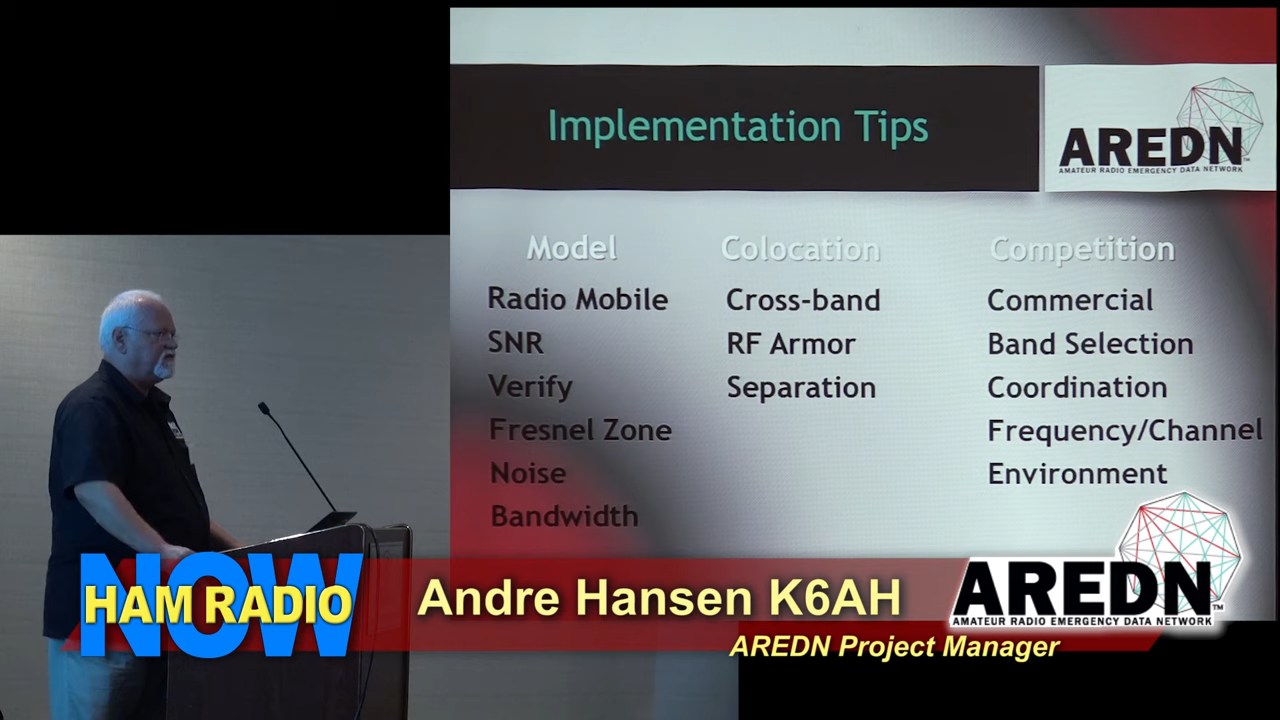 Implementation Tips
AREDN
AMATEUR RADIO EMERGENCY DATA NETWORK
Model
Radio Mobile
SNR
Verify
Fresnel Zone
Noise
Bandwidth
Colocation
Cross-band
RF Armor
Separation
Competition
Commercial
Band Selection
Coordination
Frequency/Channel
Environment
NOW
HAM RADIO
Andre Hansen K6AH
AREDN Project Manager
AREDN™
AMATEUR RADIO EMERGENCY DATA NETWORK